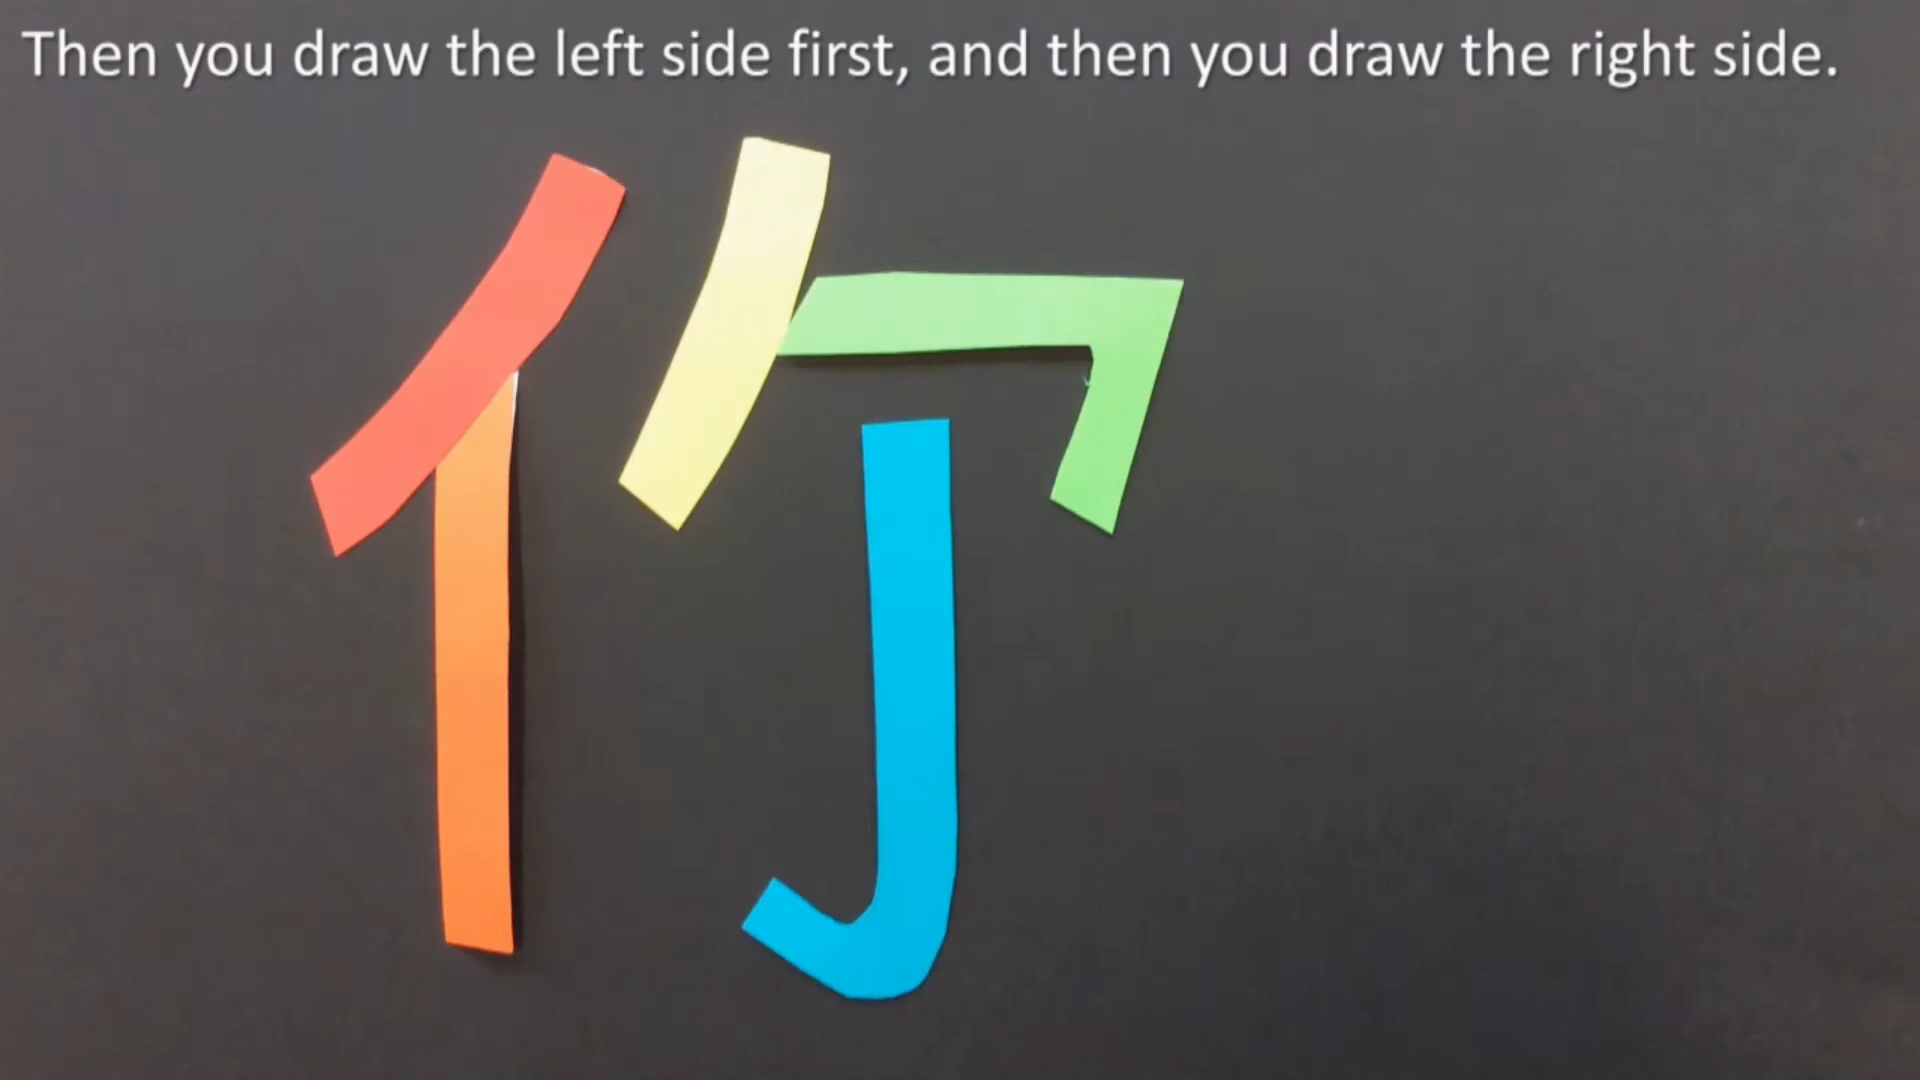 Then you draw the left side first, and then you draw the right side.